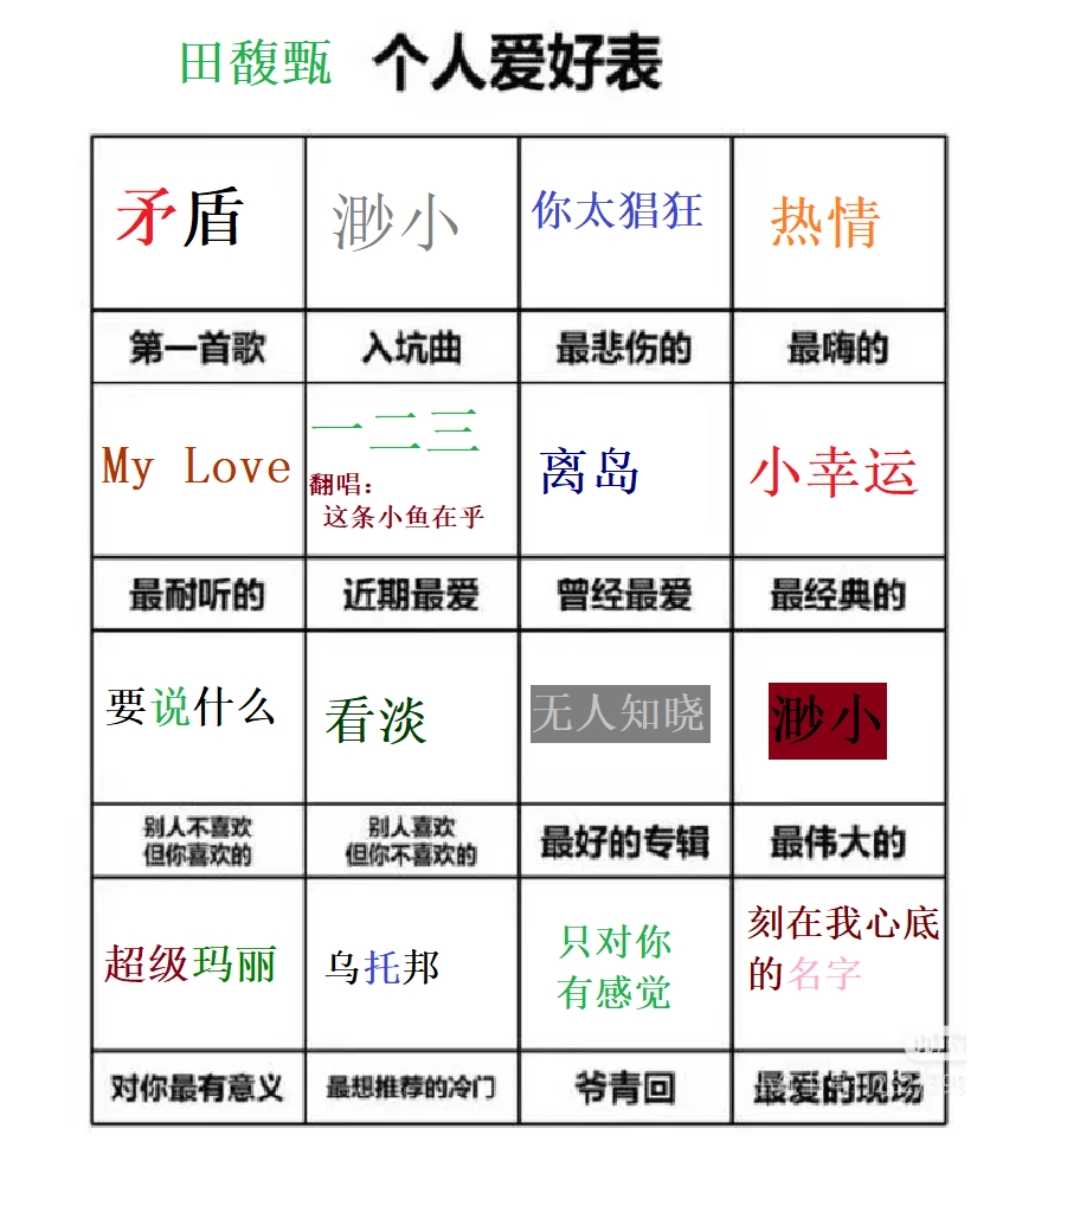 田馥甄 个人爱好表
矛盾 渺小 你太猖狂 热情
第一首歌 入坑曲 最悲伤的 最嗨的
My Love 一二三 离岛 小幸运
翻唱：
这条小鱼在乎
最耐听的 近期最爱 曾经最爱 最经典的
要说什么 看淡 无人知晓 渺小
别人不喜欢 别人喜欢 最好的专辑 最伟大的
但你喜欢的 但你不喜欢的
超级玛丽 乌托邦 只对你 刻在我心底
有感觉 的名字
对你最有意义 最想推荐的冷门 爷青回 最爱的现场